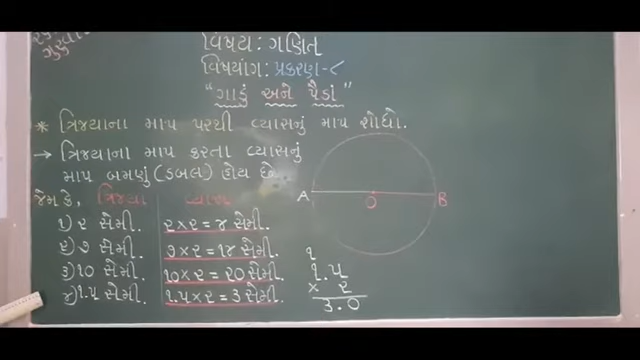 વિષય: ગણિત
વિષયાંગ: પ્રકરણ-૮
"ગાડું અને પૈડાં"
* ત્રિજ્યાના માપ પરથી વ્યાસનું માપ શોધો.
→ ત્રિજ્યાના માપ કરતા વ્યાસનું
માપ બમણું (ડબલ) હોય છે.
જેમ કે, ત્રિજ્યા વ્યાસ
૧) ૨ સેમી. ૨×૨ = ૪ સેમી.
૨) ૭ સેમી. ૭×૨ = ૧૪ સેમી.
૩) ૧૦ સેમી. ૧૦×૨ = ૨૦ સેમી.
૪) ૧.૫ સેમી. ૧.૫×૨ = ૩ સેમી.
A O B
૧
૧.૫
× ૨
૩.૦